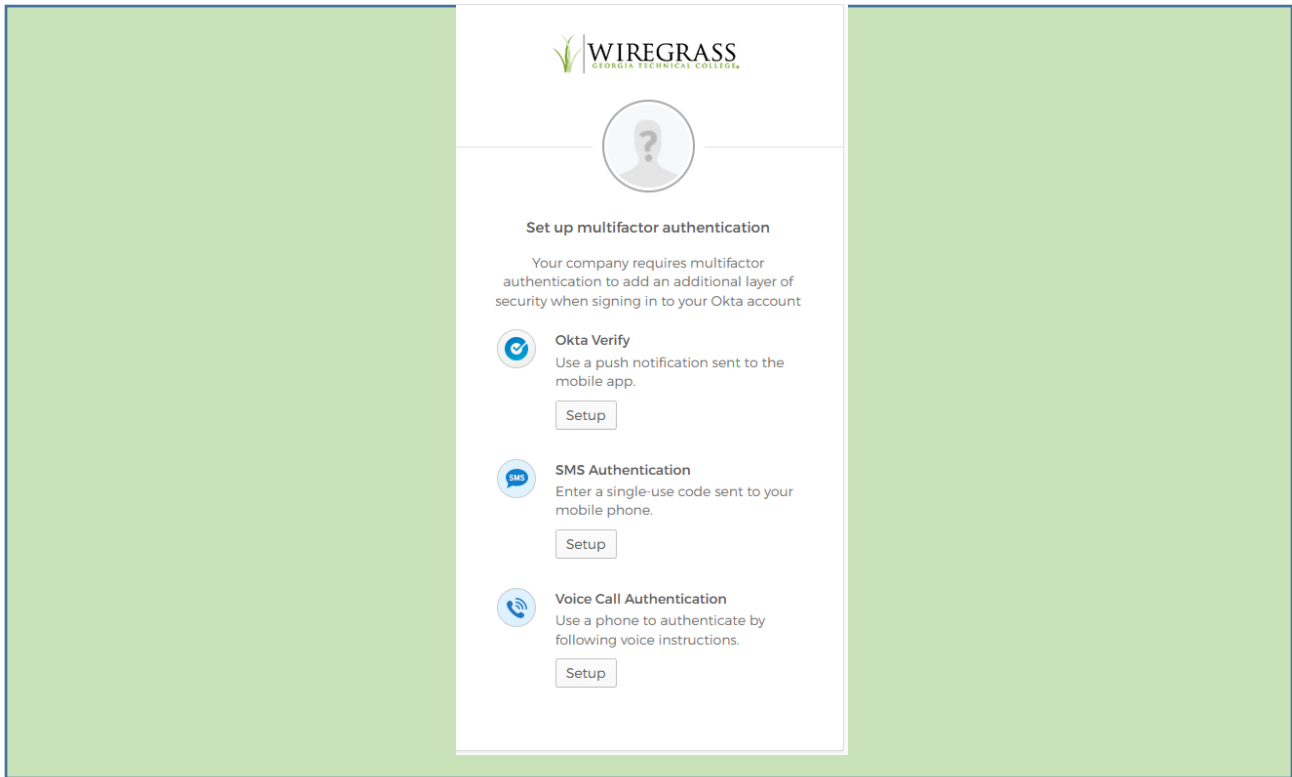 WIREGRASS
GEORGIA TECHNICAL COLLEGE
?
Set up multifactor authentication
Your company requires multifactor
authentication to add an additional layer of
security when signing in to your Okta account
Okta Verify
Use a push notification sent to the
mobile app.
Setup
SMS
SMS Authentication
Enter a single-use code sent to your
mobile phone.
Setup
Voice Call Authentication
Use a phone to authenticate by
following voice instructions.
Setup